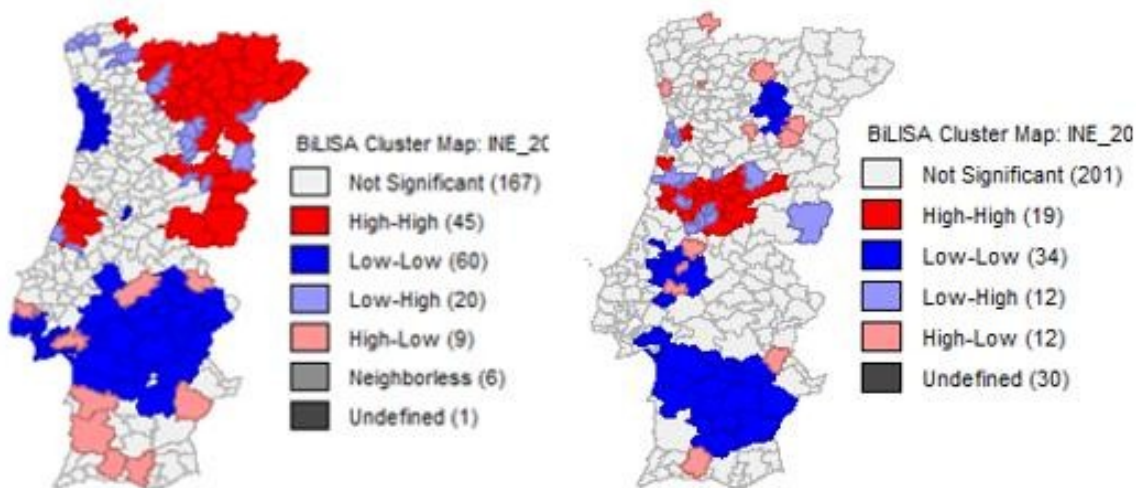 BiLISA Cluster Map: INE_20
Not Significant (167)
High-High (45)
Low-Low (60)
Low-High (20)
High-Low (9)
Neighborless (6)
Undefined (1)
BiLISA Cluster Map: INE_20
Not Significant (201)
High-High (19)
Low-Low (34)
Low-High (12)
High-Low (12)
Undefined (30)